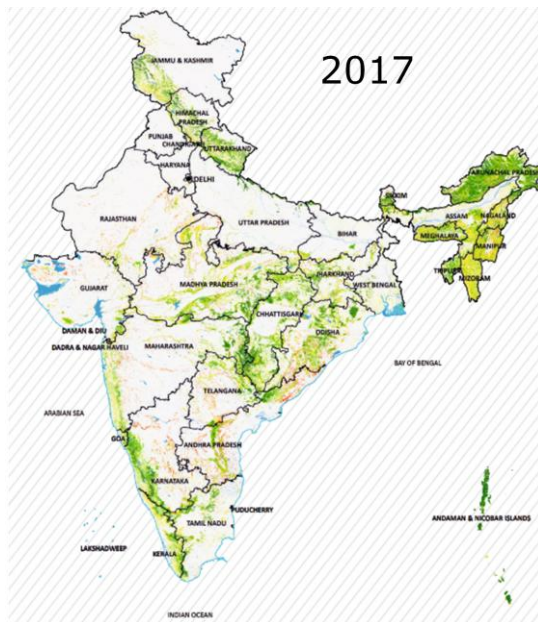 2017
JAMMU & KASHMIR
HIMACHAL
PRADESH
PUNJAB
CHANDIGARH
UTTARAKHAND
HARYANA
DELHI
ARUNACHAL PRADESH
SIKKIM
RAJASTHAN
UTTAR PRADESH
ASSAM
NAGALAND
BIHAR
MEGHALAYA
MANIPUR
GUJARAT
MADHYA PRADESH
JHARKHAND
WEST BENGAL
TRIPURA
MIZORAM
CHHATTISGARH
DAMAN & DIU
ODISHA
DADRA & NAGAR HAVELI
MAHARASHTRA
BAY OF BENGAL
TELANGANA
ARABIAN SEA
GOA
ANDHRA PRADESH
KARNATAKA
PUDUCHERRY
ANDAMAN & NICOBAR ISLANDS
TAMIL NADU
LAKSHADWEEP
KERALA
INDIAN OCEAN